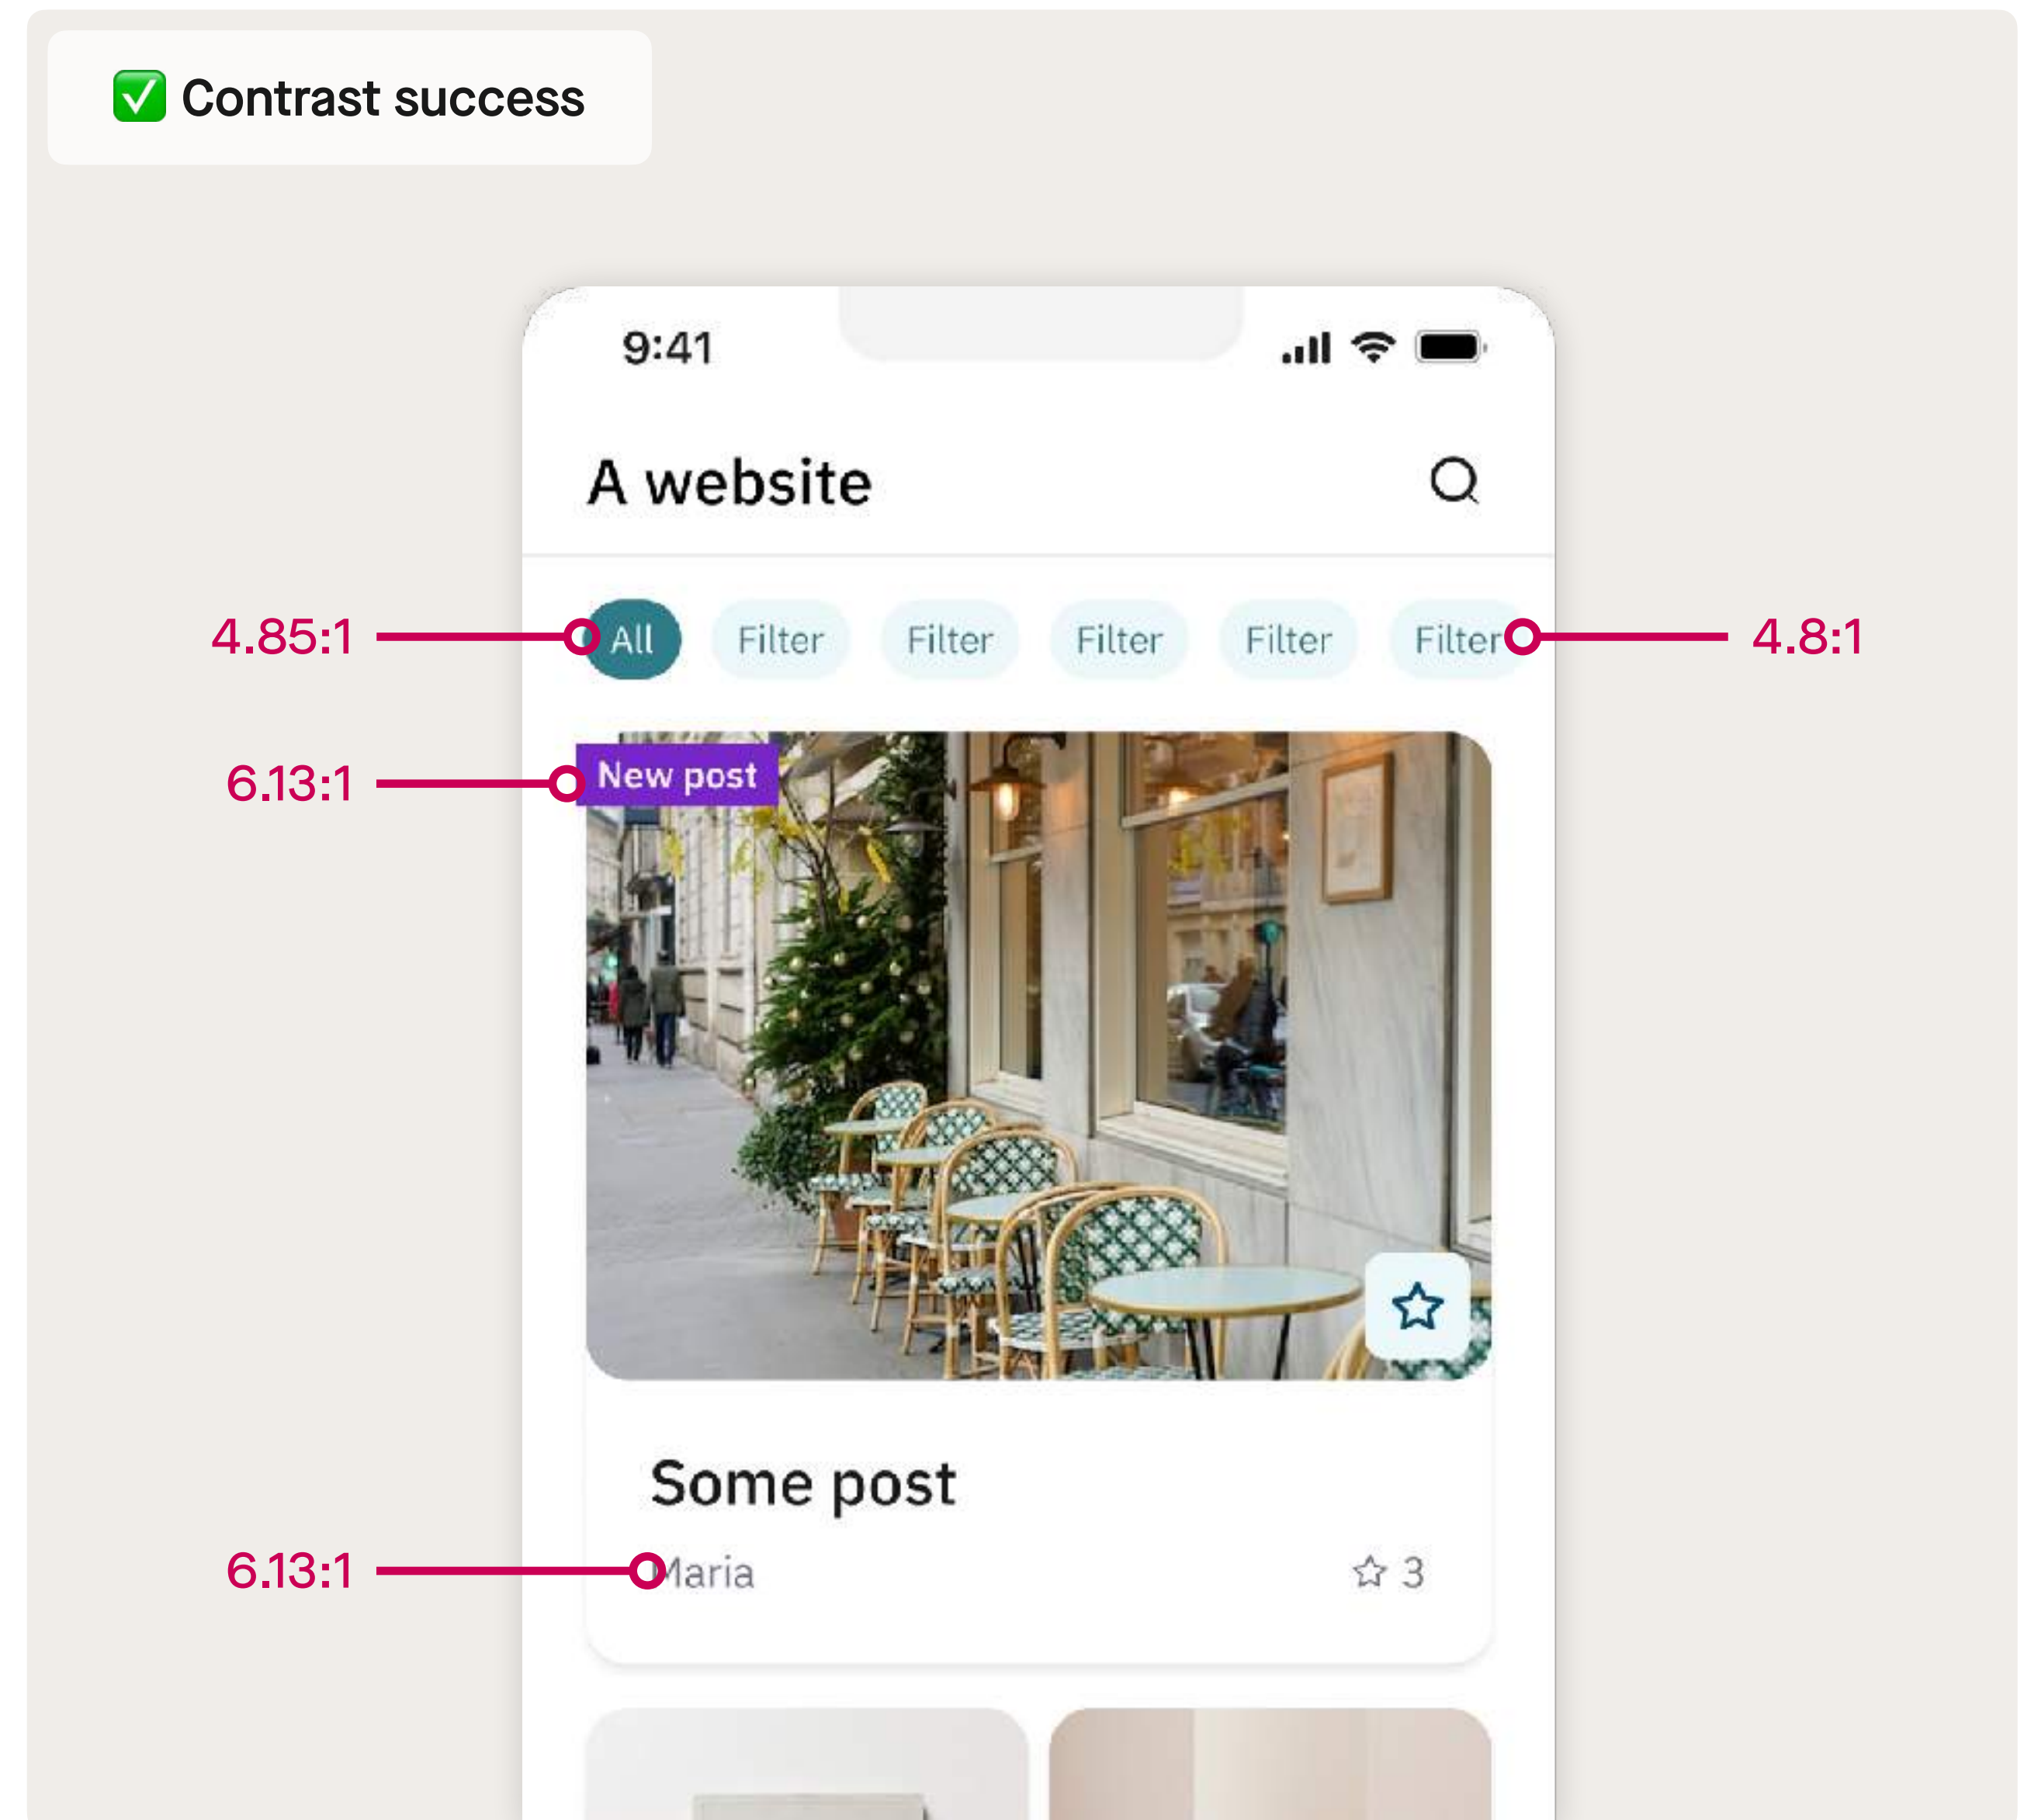 ✅ Contrast success
9:41
A website
4.85:1
All
Filter
Filter
Filter
Filter
Filter
4.8:1
6.13:1
New post
Some post
6.13:1
Maria
3